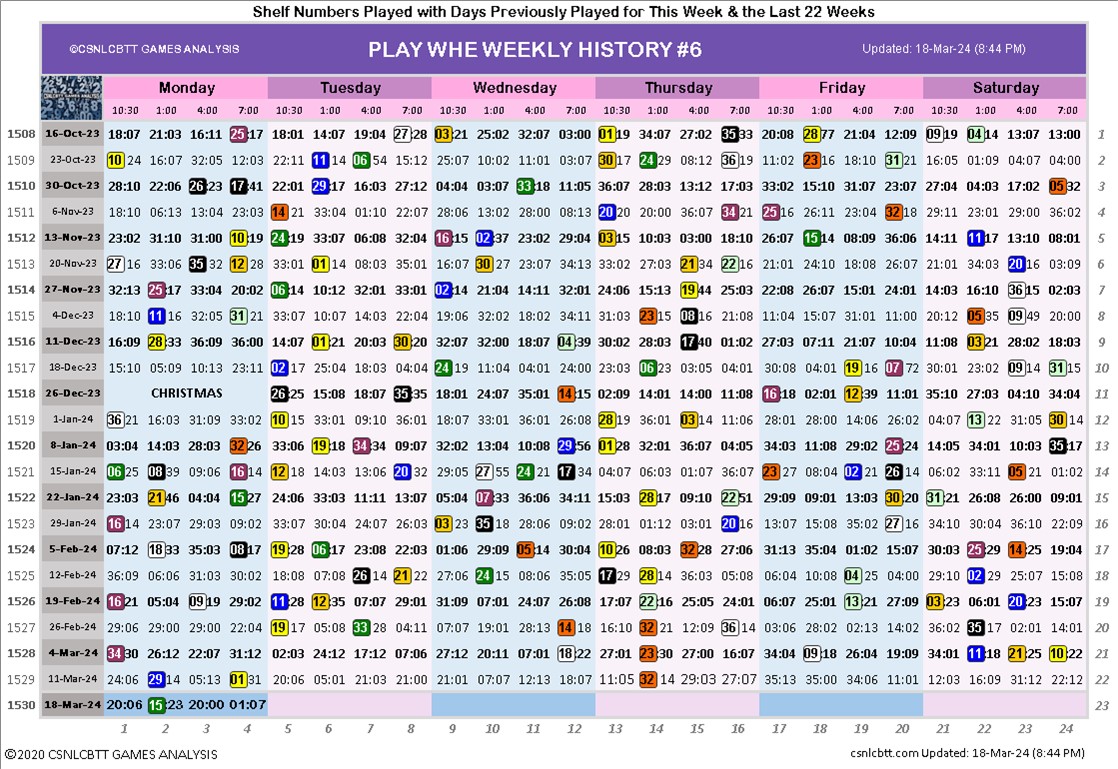 Shelf Numbers Played with Days Previously Played for This Week & the Last 22 Weeks
©CSNLCBTT GAMES ANALYSIS PLAY WHE WEEKLY HISTORY #6 Updated: 18-Mar-24 (8:44 PM)
Monday Tuesday Wednesday Thursday Friday Saturday
10:30 1:00 4:00 7:00 10:30 1:00 4:00 7:00 10:30 1:00 4:00 7:00 10:30 1:00 4:00 7:00 10:30 1:00 4:00 7:00 10:30 1:00 4:00 7:00
1508 16-Oct-23 18:07 21:03 16:11 25:17 18:01 14:07 19:04 27:28 03:21 25:02 32:07 03:00 01:19 34:07 27:02 35:33 20:08 28:77 21:04 12:09 09:19 04:14 13:07 13:00 1
1509 23-Oct-23 10 24 16:07 32:05 12:03 22:11 11 14 06 54 15:12 25:07 10:02 11:01 03:07 30 17 24 29 08:12 36 19 11:02 23 16 18:10 31 21 16:05 01:09 04:07 04:00 2
1510 30-Oct-23 28:10 22:06 26:23 17:41 22:01 29:17 16:03 27:12 04:04 03:07 33:18 11:05 36:07 28:03 13:12 17:03 33:02 15:10 31:07 23:07 27:04 04:03 17:02 05:32 3
1511 6-Nov-23 18:10 06:13 13:04 23:03 14 21 33:04 01:10 22:07 28:06 13:02 28:00 08:13 20 20 20:00 36:07 34 21 25 16 11:26 23:04 32 18 29:11 23:01 29:00 36:02 4
1512 13-Nov-23 23:02 31:10 31:00 10:19 24:19 33:07 06:08 32:04 16:15 02:37 23:02 29:04 03:15 10:03 03:00 18:10 26:07 15:14 08:09 36:06 14:11 11:17 13:10 08:01 5
1513 20-Nov-23 27 16 33:06 35 32 12 28 33:01 01 14 08:03 35:01 16:07 30 27 23:07 34:13 33:02 27:03 21 34 22 16 21:01 24:10 18:08 26:07 21:01 34:03 20 16 03:09 6
1514 27-Nov-23 32:13 25:17 33:04 20:02 06:14 10:12 32:01 33:01 02:14 21:04 14:11 32:01 24:06 15:13 19:44 25:03 22:08 26:07 15:01 24:01 14:03 16:07 36:15 02:03 7
1515 4-Dec-23 18:10 11 16 32:05 31 21 33:07 10:07 14:03 22:04 19:06 32:02 18:08 18:00 31:04 23 15 08 16 21:08 11:04 15:07 31:01 11:00 20:12 05 35 09 49 20:00 8
1516 11-Dec-23 16:09 28:33 36:09 36:00 14:07 01:21 07:03 30:20 32:07 32:00 18:07 04:39 30:02 28:03 17:40 01:02 27:03 07:11 21:07 10:04 11:08 03:21 28:02 18:03 9
1517 18-Dec-23 15:10 05:09 10:13 23:11 02 17 25:04 18:03 04:04 24 19 11:04 04:01 24:00 23:03 06 23 03:05 04:01 30:08 29:09 19 16 07 72 30:01 23:02 09 14 31 15 10
1518 26-Dec-23 CHRISTMAS 26:25 15:08 18:07 35:35 18:01 24:07 36:07 14:15 02:09 14:01 14:00 11:08 16:18 02:01 12:39 11:01 35:10 27:03 04:10 34:04 11
1519 1-Jan-24 36 21 16:03 31:09 33:02 10 15 33:01 09:10 36:01 07:08 24:07 18:07 35:05 28 19 36:01 03 14 11:06 28:01 28:00 05:03 16:03 04:07 13 22 31:05 30 14 12
1520 8-Jan-24 03:04 14:03 28:03 32:26 33:06 19:18 34:34 09:07 32:02 13:04 10:08 29:56 01:28 32:01 36:07 04:05 34:03 11:08 29:02 25:24 14:05 34:01 10:03 35:17 13
1521 15-Jan-24 06 25 08 39 09:06 16 14 12 18 14:03 13:06 20 32 29:05 27 55 24 21 17 34 04:07 06:03 01:01 36:07 23 27 08:04 02 21 26 14 06:02 33:11 05 21 01:02 14
1522 22-Jan-24 23:03 21:46 04:04 15:27 24:06 33:03 11:11 13:07 05:04 07:33 36:06 34:11 15:03 28:17 09:10 22:51 29:09 09:01 08:01 30:20 31:21 26:08 26:00 09:01 15
1523 29-Jan-24 16 14 23:07 29:03 09:02 33:07 30:04 24:07 26:03 03 23 35 18 28:06 09:02 28:01 01:12 03:01 20 16 13:07 15:08 35:02 27 16 34:10 30:04 36:10 22:09 16
1524 5-Feb-24 07:12 18:33 35:03 08:17 19:28 06:17 23:08 22:03 01:06 29:09 05:14 30:04 10:26 08:03 32:15 27:06 31:13 35:04 01:02 15:07 30:03 25:29 14:25 19:04 17
1525 12-Feb-24 36:09 06:06 31:03 30:02 18:08 07:08 26 14 21 22 27:06 24 15 08:06 35:05 17 29 28 14 36:03 05:08 06:04 10:08 04 25 04:00 29:10 02 29 25:07 15:08 18
1526 19-Feb-24 16:21 05:04 09:19 29:02 11:28 12:35 07:07 29:01 31:09 07:01 24:07 26:08 17:07 22:16 25:05 24:01 06:07 25:01 13:21 27:09 03:23 06:01 20:23 15:07 19
1527 26-Feb-24 29:06 29:00 29:00 22:04 19 17 05:08 33 28 04:11 07:07 19:01 28:13 14 18 16:07 32 21 12:09 36 14 03:06 28:02 02:13 14:02 36:02 35 17 02:01 14:01 20
1528 4-Mar-24 34:30 26:12 22:07 31:12 02:03 24:12 17:12 07:06 27:12 20:11 07:01 18:22 27:01 23:30 27:00 16:07 34:04 09:18 26:04 19:09 34:01 11:18 21:25 10:22 21
1529 11-Mar-24 24:06 29 14 05:13 01 31 20:06 05:01 21:03 21:00 21:01 07:07 12:13 18:07 11:05 32 14 29:03 27:07 35:13 35:00 34:06 11:01 12:03 16:09 31:12 22:12 22
1530 18-Mar-24 20:06 15:23 20:00 01:07 23
1 2 3 4 5 6 7 8 9 10 11 12 13 14 15 16 17 18 19 20 21 22 23 24
©2020 CSNLCBTT GAMES ANALYSIS csnlcbtt.com Updated: 18-Mar-24 (8:44 PM)